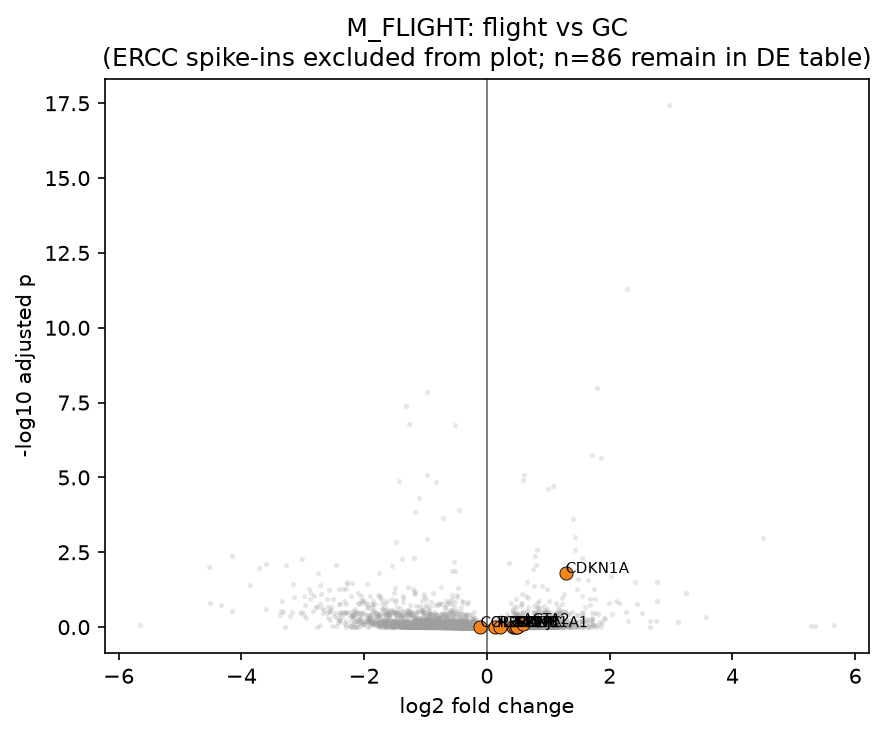 M_FLIGHT: flight vs GC
(ERCC spike-ins excluded from plot; n=86 remain in DE table)
-log10 adjusted p
17.5
15.0
12.5
10.0
7.5
5.0
2.5
0.0
CDKN1A
ACTA2
−6
−4
−2
0
2
4
6
log2 fold change